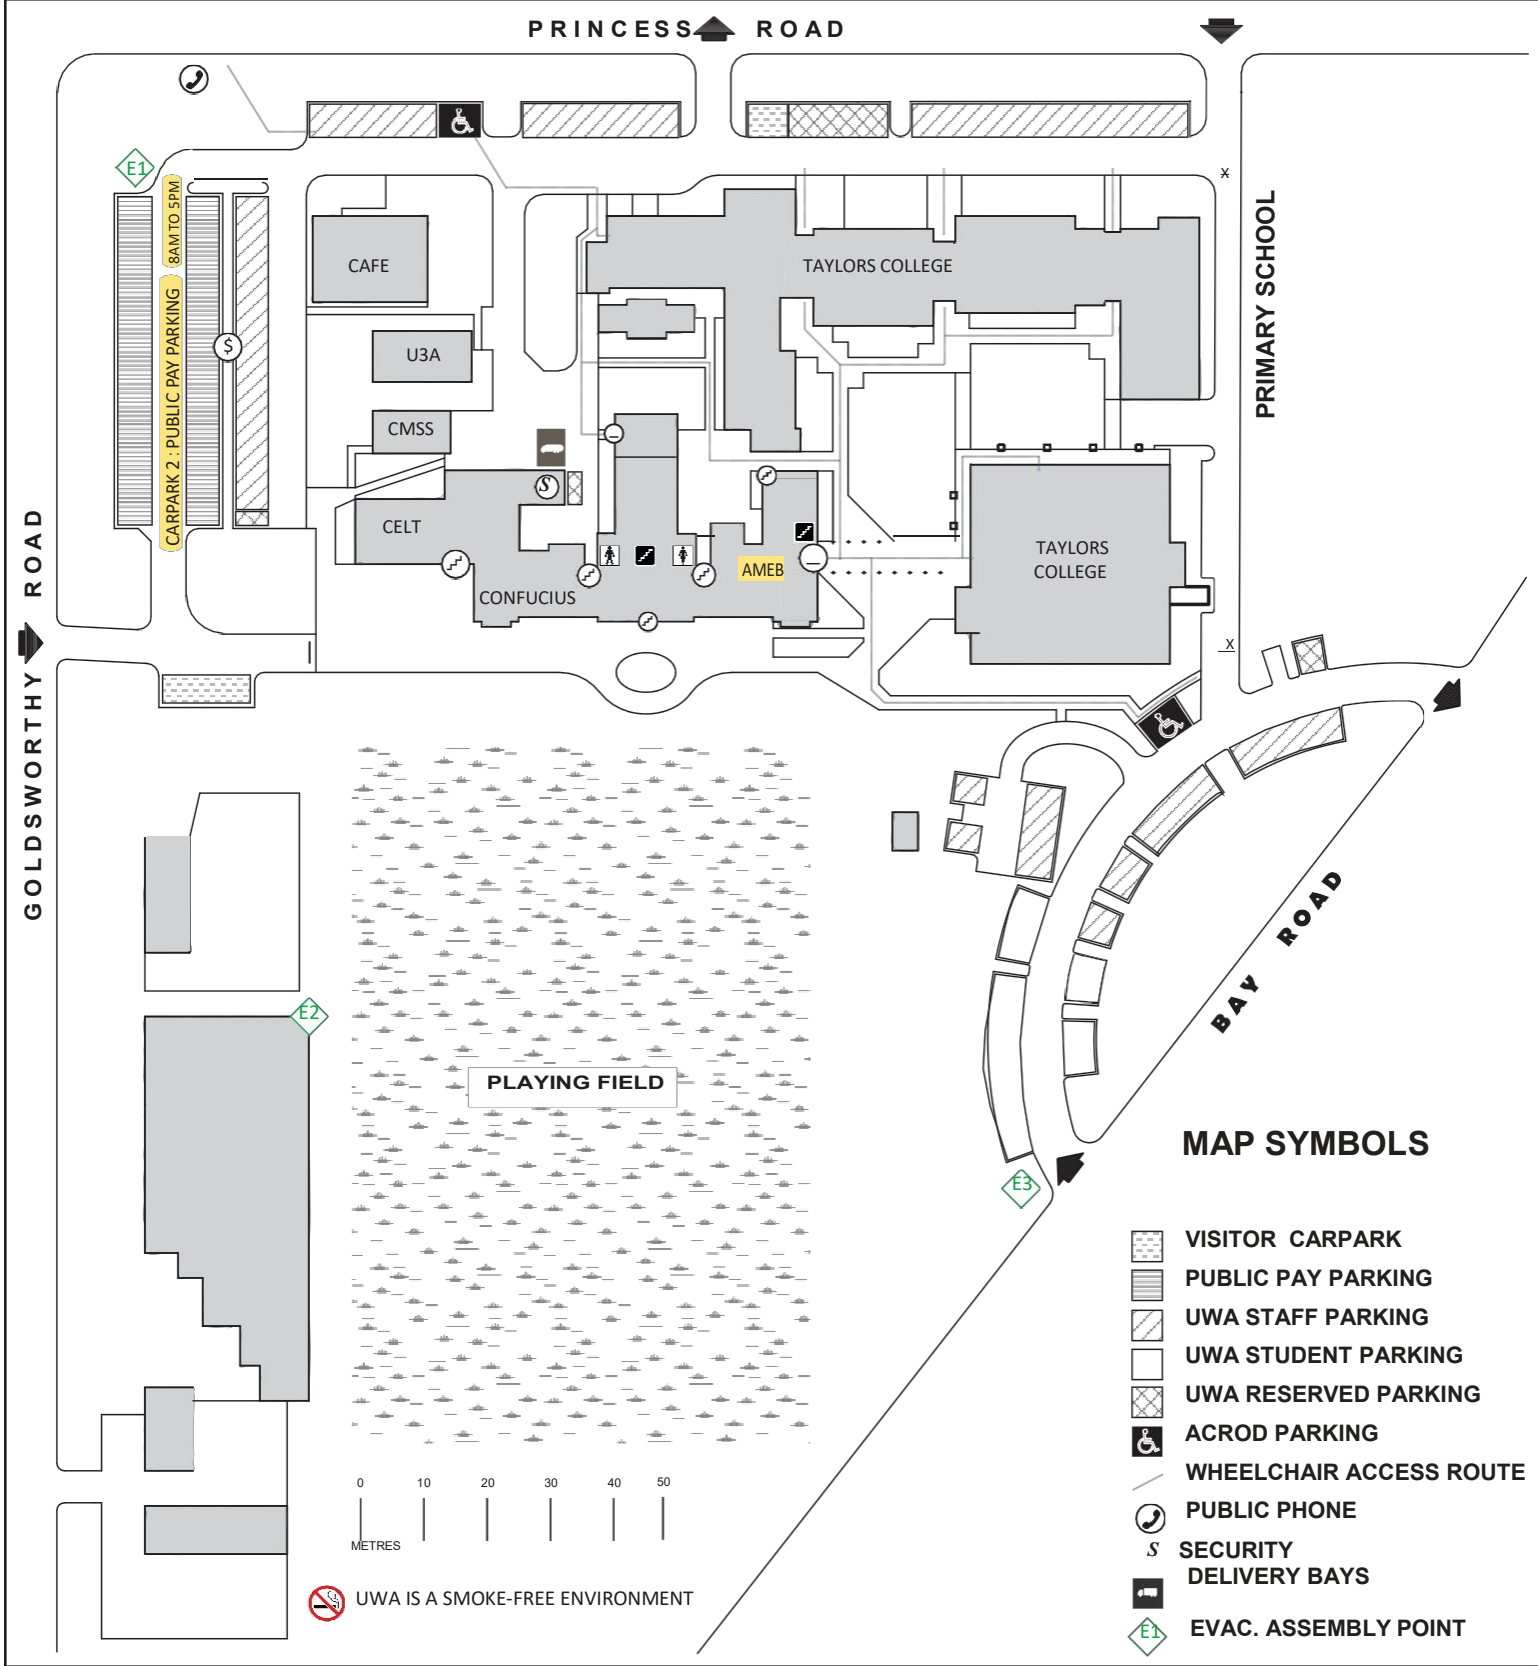 PRINCESS ROAD
E1
8AM TO 5PM
CARPARK 2 : PUBLIC PAY PARKING
$
CAFE
U3A
CMSS
S
CELT
CONFUCIUS
AMEB
TAYLORS COLLEGE
TAYLORS
COLLEGE
X
X
PRIMARY SCHOOL
GOLDSWORTHY ROAD
BAY ROAD
E2
PLAYING FIELD
E3
0 10 20 30 40 50
METRES
UWA IS A SMOKE-FREE ENVIRONMENT
MAP SYMBOLS
VISITOR CARPARK
PUBLIC PAY PARKING
UWA STAFF PARKING
UWA STUDENT PARKING
UWA RESERVED PARKING
ACROD PARKING
WHEELCHAIR ACCESS ROUTE
PUBLIC PHONE
S SECURITY
DELIVERY BAYS
E1 EVAC. ASSEMBLY POINT